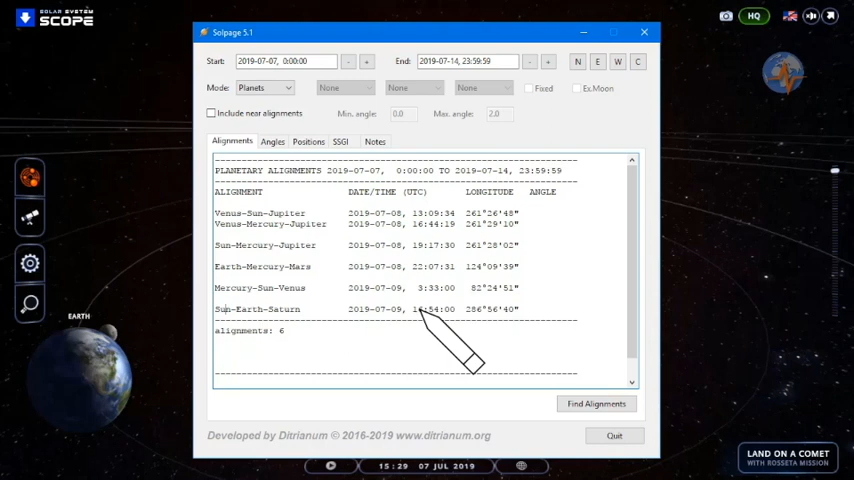 SOLAR SYSTEM
SCOPE
HQ
Solpage 5.1
Start: 2019-07-07, 0:00:00 - + End: 2019-07-14, 23:59:59 - + N E W C
Mode: Planets None None None Fixed Ex.Moon
Include near alignments Min. angle: 0.0 Max. angle: 2.0
Alignments Angles Positions SSGI Notes
PLANETARY ALIGNMENTS 2019-07-07, 0:00:00 TO 2019-07-14, 23:59:59
ALIGNMENT DATE/TIME (UTC) LONGITUDE ANGLE
Venus-Sun-Jupiter 2019-07-08, 13:09:34 261°26'48"
Venus-Mercury-Jupiter 2019-07-08, 16:44:19 261°29'10"
Sun-Mercury-Jupiter 2019-07-08, 19:17:30 261°28'02"
Earth-Mercury-Mars 2019-07-08, 22:07:31 124°09'39"
Mercury-Sun-Venus 2019-07-09, 3:33:00 82°24'51"
Sun-Earth-Saturn 2019-07-09, 16:54:00 286°56'40"
alignments: 6
Find Alignments
Developed by Ditrianum © 2016-2019 www.ditrianum.org
Quit
EARTH
15:29 07 JUL 2019
LAND ON A COMET
WITH ROSSETA MISSION